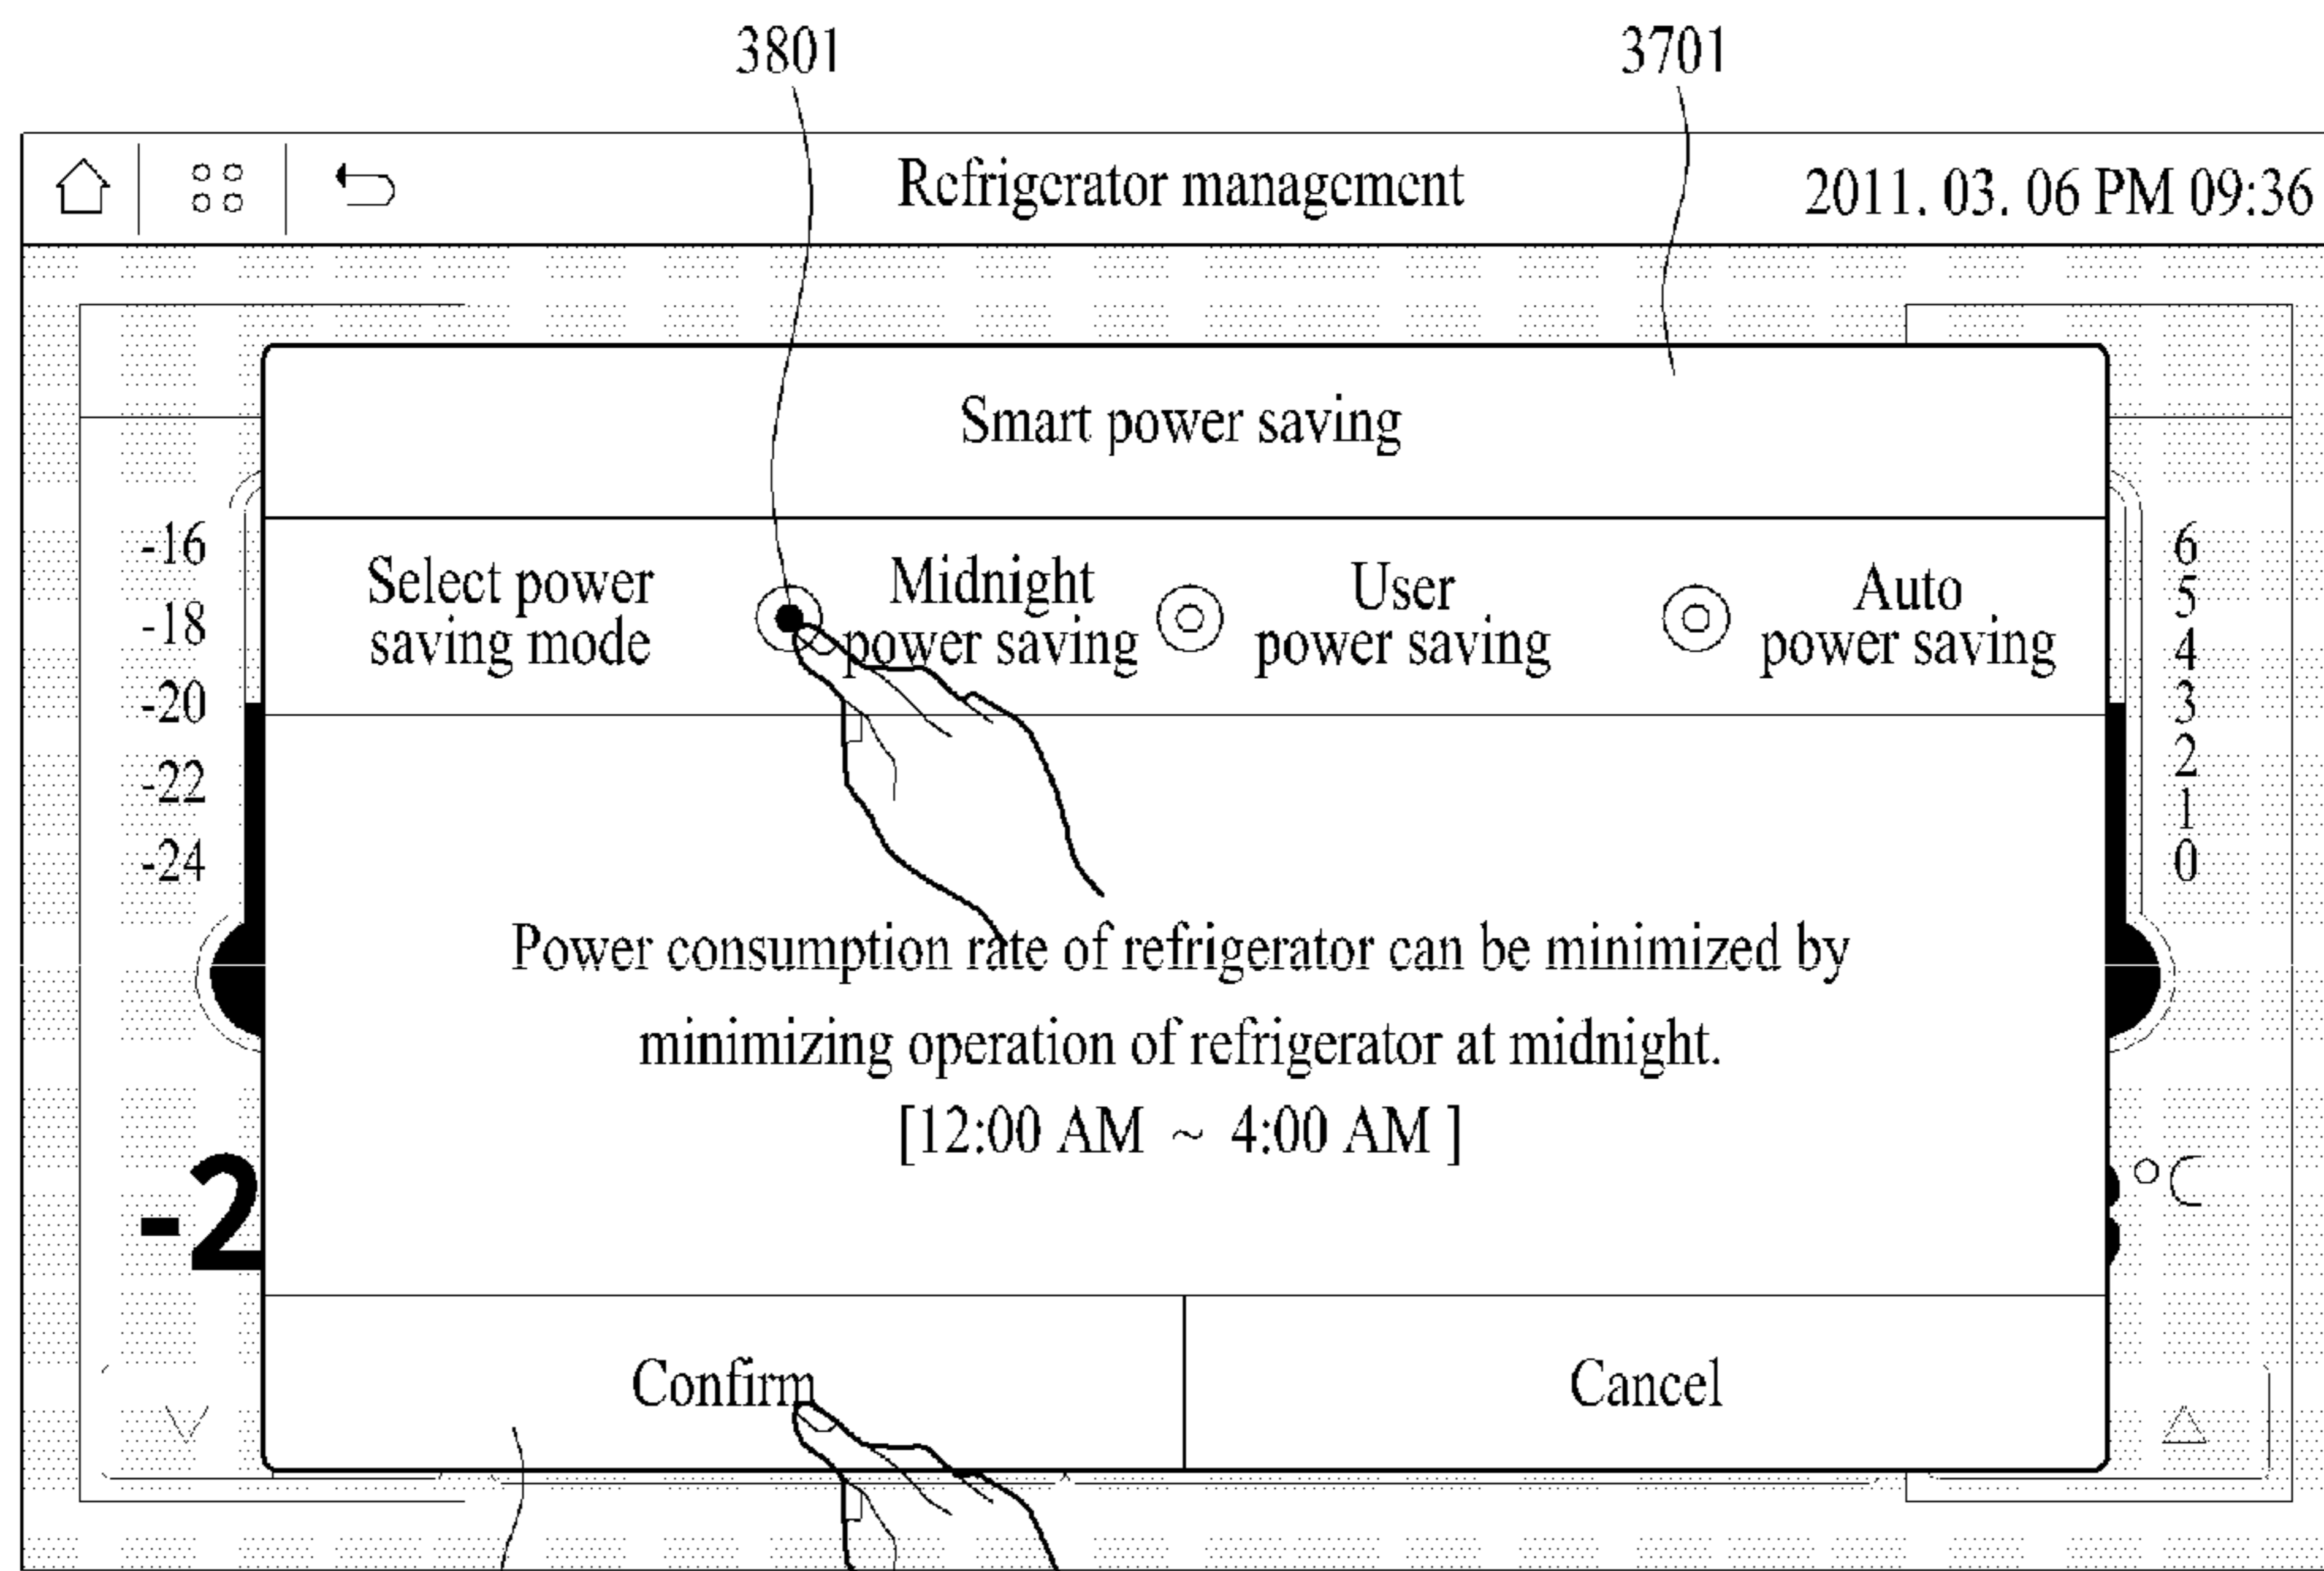 3801
3701
Refrigerator management
2011. 03. 06 PM 09:36
Smart power saving
Select power
saving mode
Midnight
power saving
User
power saving
Auto
power saving
-16
-18
-20
-22
-24
6
5
4
3
2
1
0
Power consumption rate of refrigerator can be minimized by
minimizing operation of refrigerator at midnight.
[12:00 AM ~ 4:00 AM ]
-2
°C
Confirm
Cancel